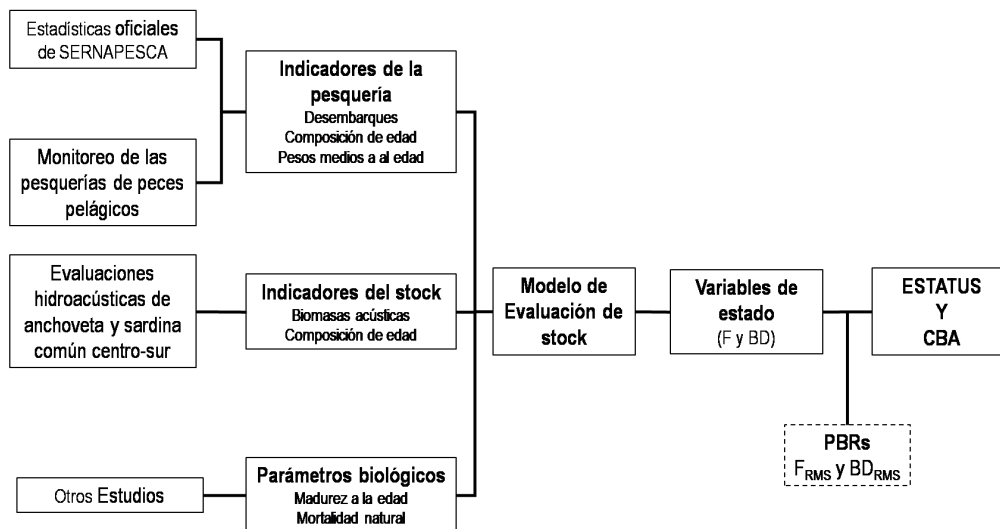 Estadísticas oficiales
de SERNAPESCA
Monitoreo de las
pesquerías de peces
pelágicos
Evaluaciones
hidroacústicas de
anchoveta y sardina
común centro-sur
Otros Estudios
Indicadores de la
pesquería
Desembarques
Composición de edad
Pesos medios a al edad
Indicadores del stock
Biomasas acústicas
Composición de edad
Parámetros biológicos
Madurez a la edad
Mortalidad natural
Modelo de
Evaluación de
stock
Variables de
estado
(F y BD)
ESTATUS
Y
CBA
PBRs
FRMS y BDRMS